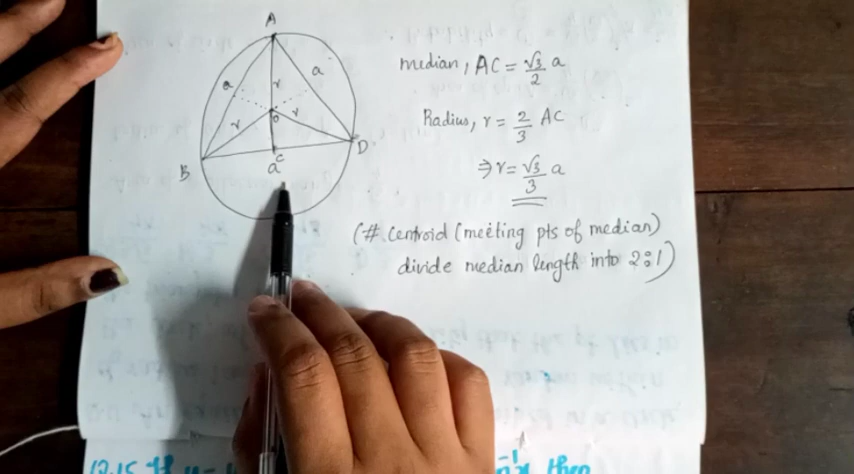 A
a
r
a
r
o
r
B
C
D
a
median, AC = √3/2 a
Radius, r = 2/3 AC
⇒ r = √3/3 a
(# Centroid (meeting pts of median)
divide median length into 2:1)
then